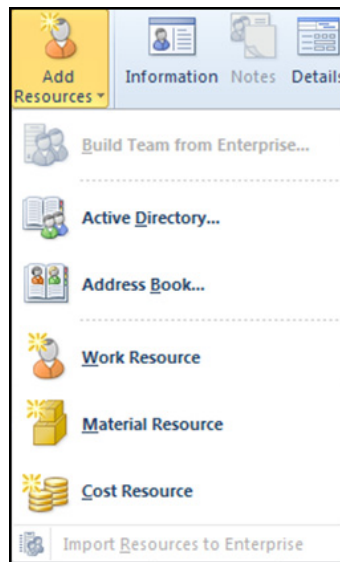 Add
Resources
Information
Notes
Details
Build Team from Enterprise...
Active Directory...
Address Book...
Work Resource
Material Resource
Cost Resource
Import Resources to Enterprise